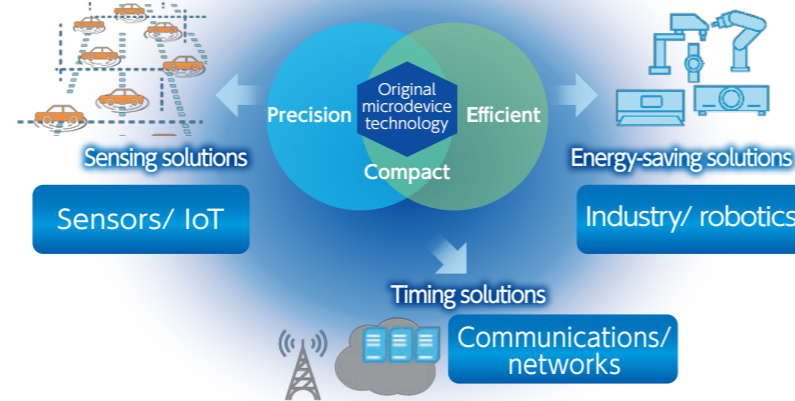 Original
microdevice
technology
Precision
Efficient
Compact
Sensing solutions
Energy-saving solutions
Sensors/ IoT
Industry/ robotics
Timing solutions
Communications/
networks